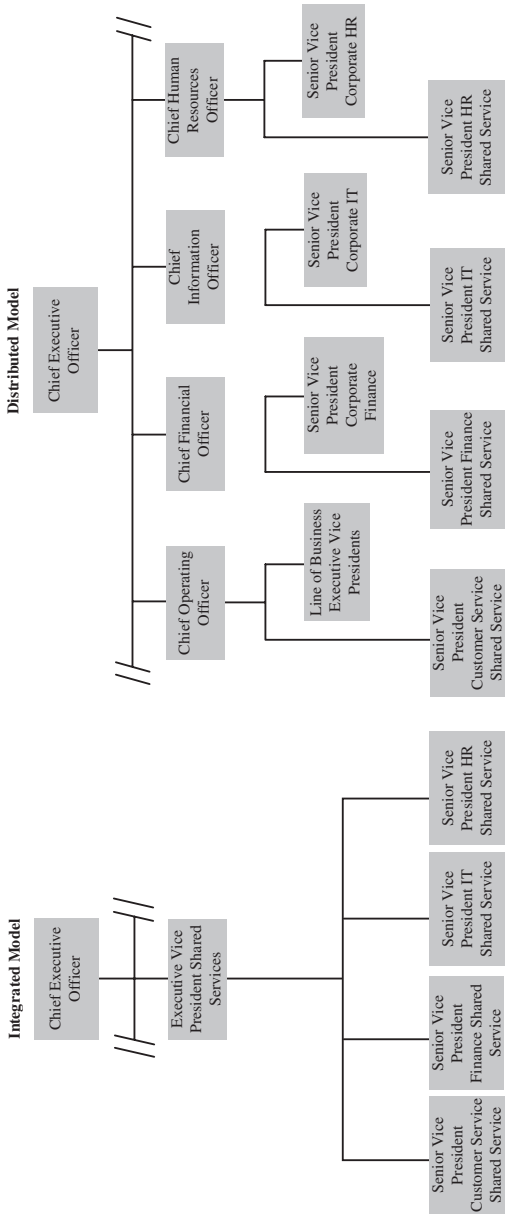 Integrated Model
Chief Executive
Officer
Executive Vice
President Shared
Services
Senior Vice
President
Customer Service
Shared Service
Senior Vice
President
Finance Shared
Service
Senior Vice
President IT
Shared Service
Senior Vice
President HR
Shared Service
Distributed Model
Chief Executive
Officer
Chief Operating
Officer
Chief Financial
Officer
Chief
Information
Officer
Chief Human
Resources
Officer
Line of Business
Executive Vice
Presidents
Senior Vice
President
Corporate
Finance
Senior Vice
President
Corporate IT
Senior Vice
President
Corporate HR
Senior Vice
President
Customer Service
Shared Service
Senior Vice
President Finance
Shared Service
Senior Vice
President IT
Shared Service
Senior Vice
President HR
Shared Service